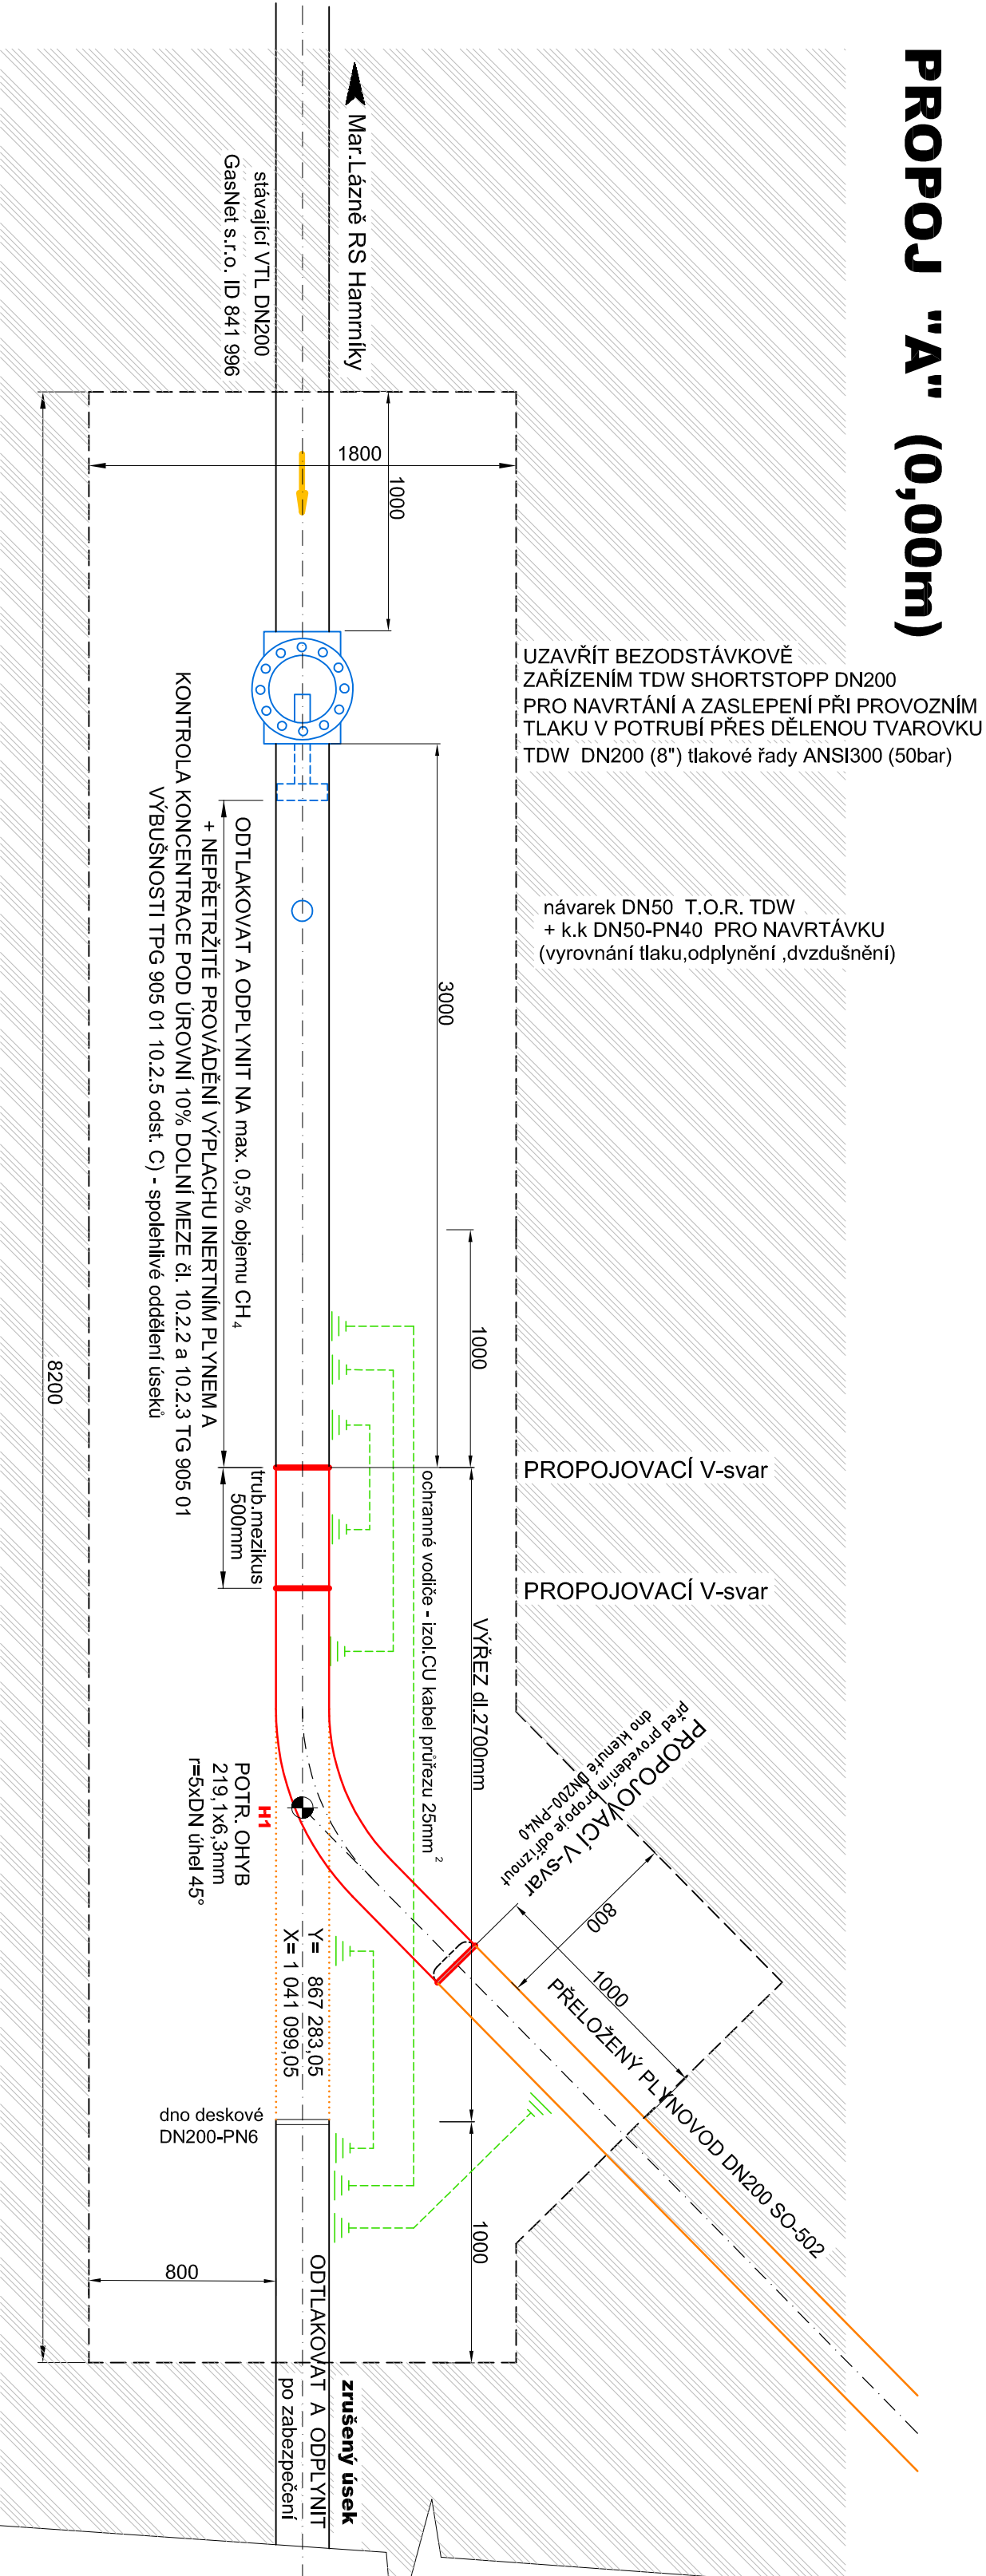 PROPOJ "A" (0,00m)
Mar.Lázně RS Hamrníky
stávající VTL DN200
GasNet s.r.o. ID 841 996
1800
1000
UZAVŘÍT BEZODSTÁVKOVĚ
ZAŘÍZENÍM TDW SHORTSTOPP DN200
PRO NAVRTÁNÍ A ZASLEPENÍ PŘI PROVOZNÍM
TLAKU V POTRUBÍ PŘES DĚLENOU TVAROVKU
TDW DN200 (8") tlakové řady ANSI300 (50bar)
návarek DN50 T.O.R. TDW
+ k.k DN50-PN40 PRO NAVRTÁVKU
(vyrovnání tlaku,odplynění ,dvzdušnění)
3000
ODTLAKOVAT A ODPLYNIT NA max. 0,5% objemu CH4
+ NEPŘETRŽITÉ PROVÁDĚNÍ VÝPLACHU INERTNÍM PLYNEM A
KONTROLA KONCENTRACE POD ÚROVNÍ 10% DOLNÍ MEZE čl. 10.2.2 a 10.2.3 TG 905 01
VÝBUŠNOSTI TPG 905 01 10.2.5 odst. C) - spolehlivé oddělení úseků
8200
1000
PROPOJOVACÍ V-svar
PROPOJOVACÍ V-svar
trub.mezikus
500mm
ochranné vodiče - izol.CU kabel průřezu 25mm 2
VÝŘEZ dl.2700mm
PROPOJOVACÍ V-svar
před provedením propoje odříznout
dno klenuté DN200-PN40
800
1000
PŘELOŽENÝ PLYNOVOD DN200 SO-502
H1
POTR. OHYB
219,1x6,3mm
r=5xDN úhel 45°
Y= 867 283,05
X= 1 041 099,05
dno deskové
DN200-PN6
1000
800
zrušený úsek
ODTLAKOVAT A ODPLYNIT
po zabezpečení